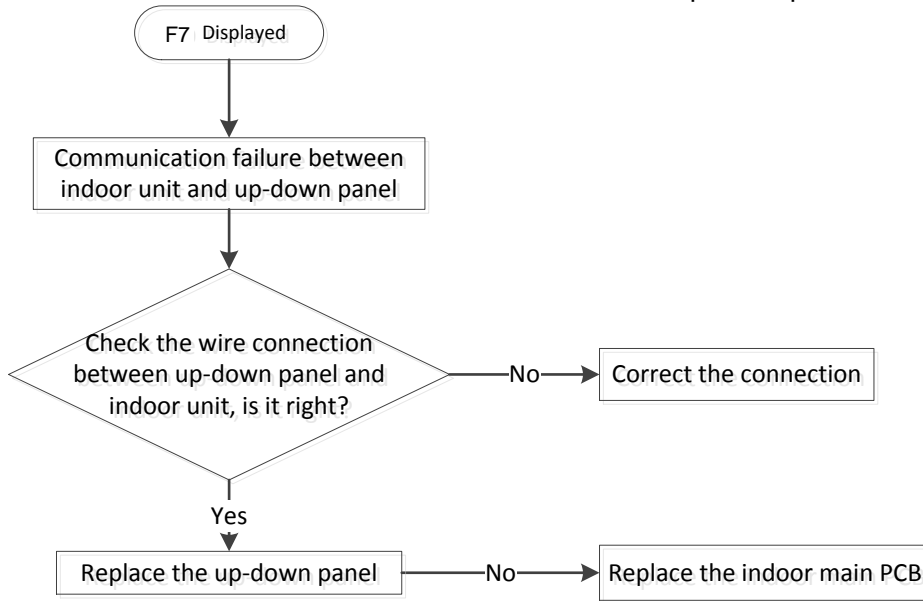 F7 Displayed
Communication failure between
indoor unit and up-down panel
Check the wire connection
between up-down panel and
indoor unit, is it right?
No
Correct the connection
Yes
Replace the up-down panel
No
Replace the indoor main PCB